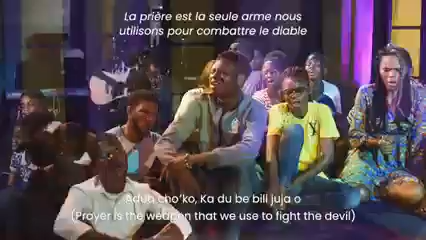 La prière est la seule arme nous
utilisons pour combattre le diable
Adun cho'ko, Ka du be bili juja o
(Prayer is the weapon that we use to fight the devil)